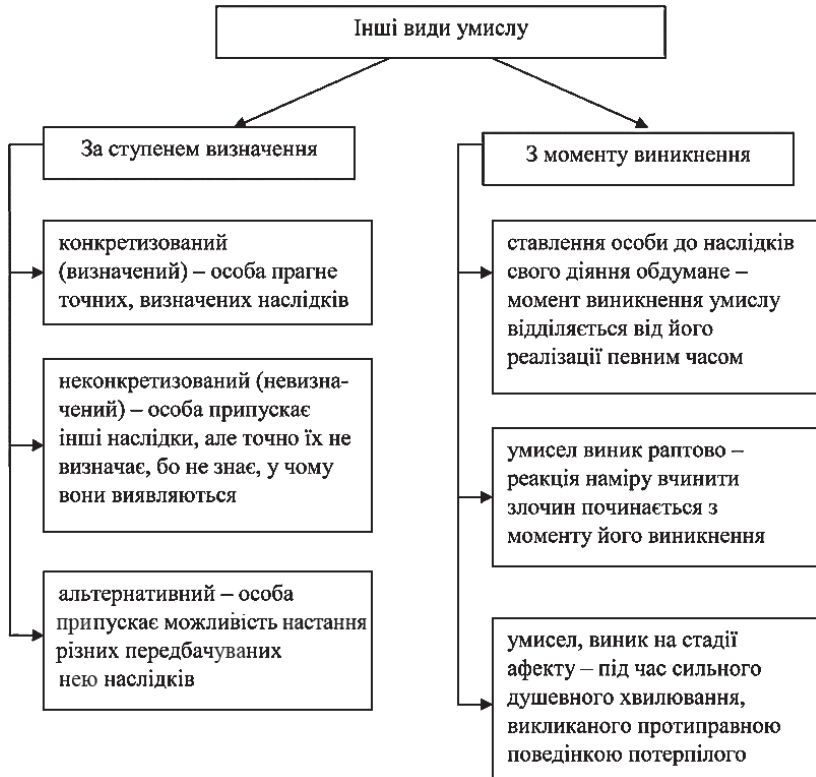 Інші види умислу
За ступенем визначення
конкретизований
(визначений) – особа прагне
точних, визначених наслідків
неконкретизований (невизна-
чений) – особа припускає
інші наслідки, але точно їх не
визначає, бо не знає, у чому
вони виявляються
альтернативний – особа
припускає можливість настання
різних передбачуваних
нею наслідків
З моменту виникнення
ставлення особи до наслідків
свого діяння обдумане –
момент виникнення умислу
відділяється від його
реалізації певним часом
умисел виник раптово –
реакція наміру вчинити
злочин починається з
моменту його виникнення
умисел, виник на стадії
афекту – під час сильного
душевного хвилювання,
викликаного протиправною
поведінкою потерпілого